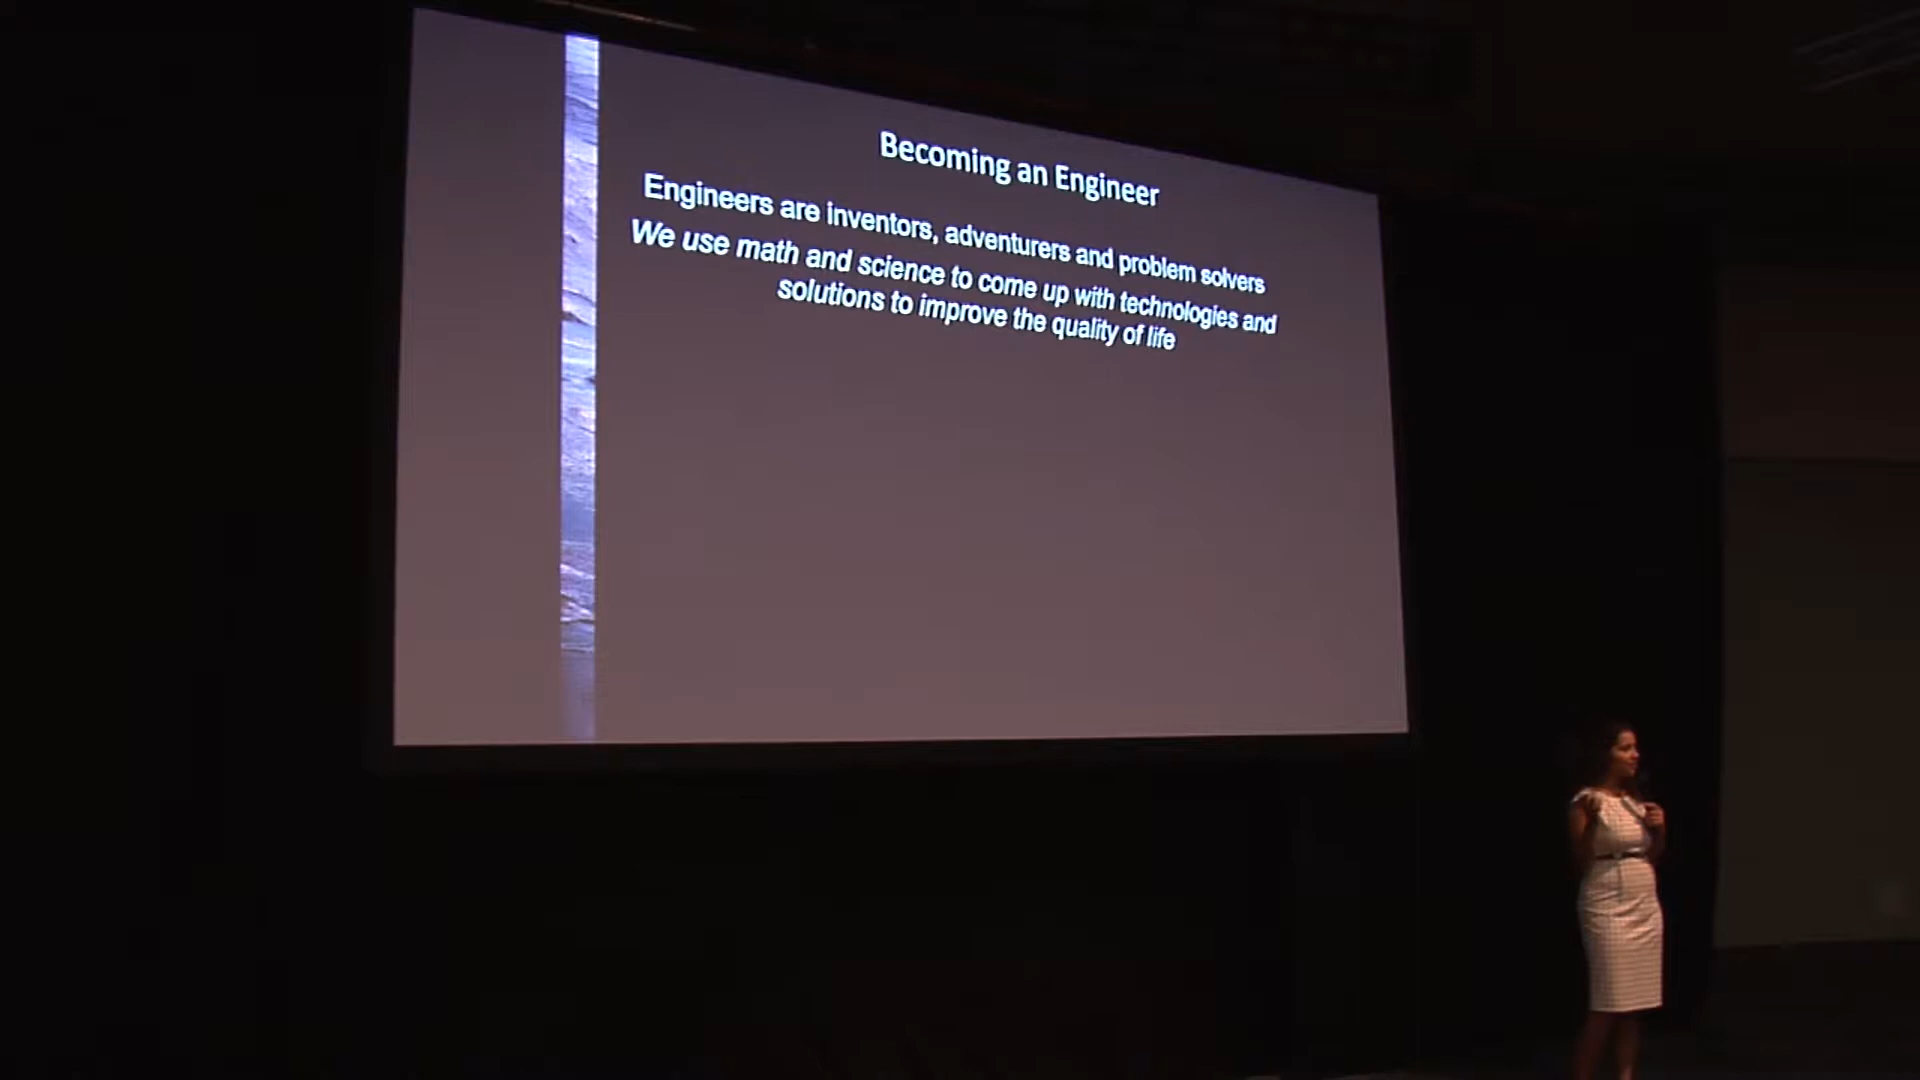 Becoming an Engineer
Engineers are inventors, adventurers and problem solvers
We use math and science to come up with technologies and
solutions to improve the quality of life